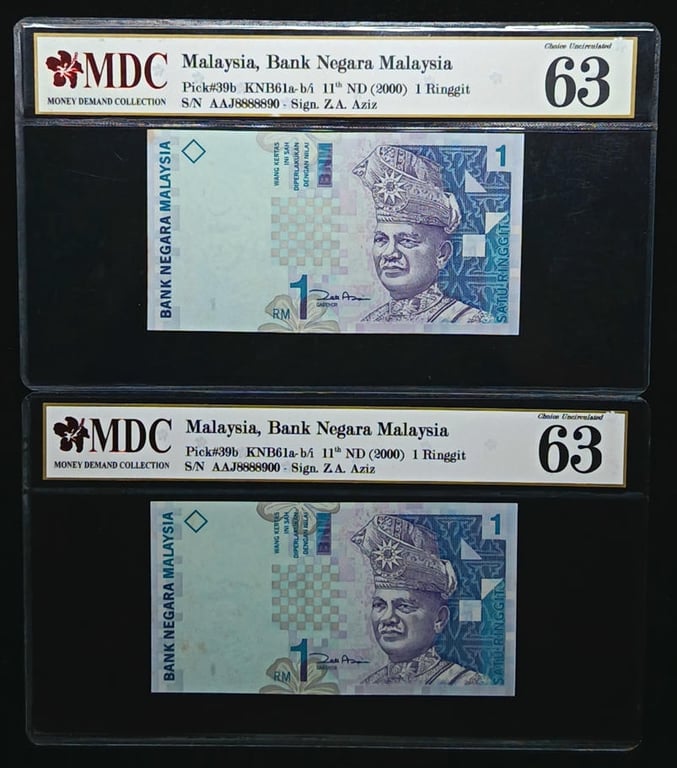 MDC
MONEY DEMAND COLLECTION
Malaysia, Bank Negara Malaysia
Pick#39b KNB61a-b/i 11th ND (2000) 1 Ringgit
S/N AAJ8888890 - Sign. Z.A. Aziz
Choice Uncirculated
63
BANK NEGARA MALAYSIA
WANG KERTAS
INI SAH
DIPERLAKUKAN
DENGAN NILAI
BNM
1
SATU RINGGIT
RM 1
GABENOR
MDC
MONEY DEMAND COLLECTION
Malaysia, Bank Negara Malaysia
Pick#39b KNB61a-b/i 11th ND (2000) 1 Ringgit
S/N AAJ8888900 - Sign. Z.A. Aziz
Choice Uncirculated
63
BANK NEGARA MALAYSIA
WANG KERTAS
INI SAH
DIPERLAKUKAN
DENGAN NILAI
BNM
1
SATU RINGGIT
RM 1
GABENOR